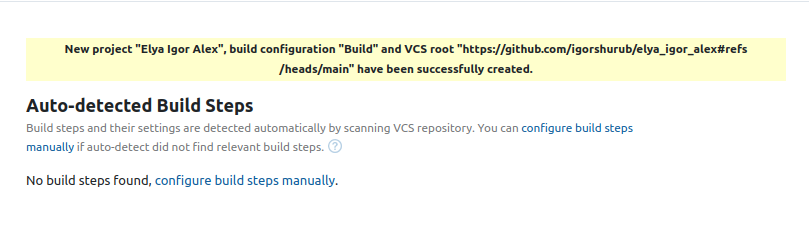 New project "Elya Igor Alex", build configuration "Build" and VCS root "https://github.com/igorshurub/elya_igor_alex#refs
/heads/main" have been successfully created.
Auto-detected Build Steps
Build steps and their settings are detected automatically by scanning VCS repository. You can configure build steps
manually if auto-detect did not find relevant build steps. ?
No build steps found, configure build steps manually.